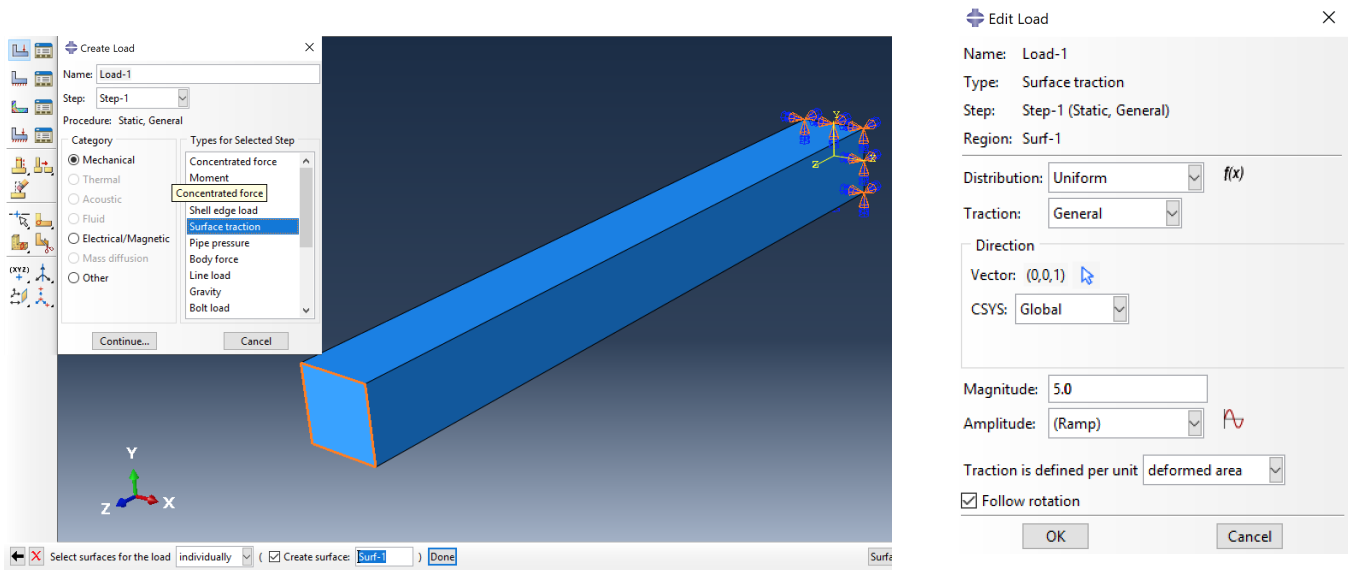 Create Load
Name: Load-1
Step: Step-1
Procedure: Static, General
Category
Mechanical
Thermal
Acoustic
Fluid
Electrical/Magnetic
Mass diffusion
Other
Types for Selected Step
Concentrated force
Moment
Concentrated force
Shell edge load
Surface traction
Pipe pressure
Body force
Line load
Gravity
Bolt load
Continue...
Cancel
(XYZ)
Y
X
Z
Y
Z
X
Select surfaces for the load individually ( Create surface: Surf-1 ) Done
Surfa
Edit Load
Name: Load-1
Type: Surface traction
Step: Step-1 (Static, General)
Region: Surf-1
Distribution: Uniform f(x)
Traction: General
Direction
Vector: (0,0,1)
CSYS: Global
Magnitude: 5.0
Amplitude: (Ramp)
Traction is defined per unit deformed area
Follow rotation
OK
Cancel